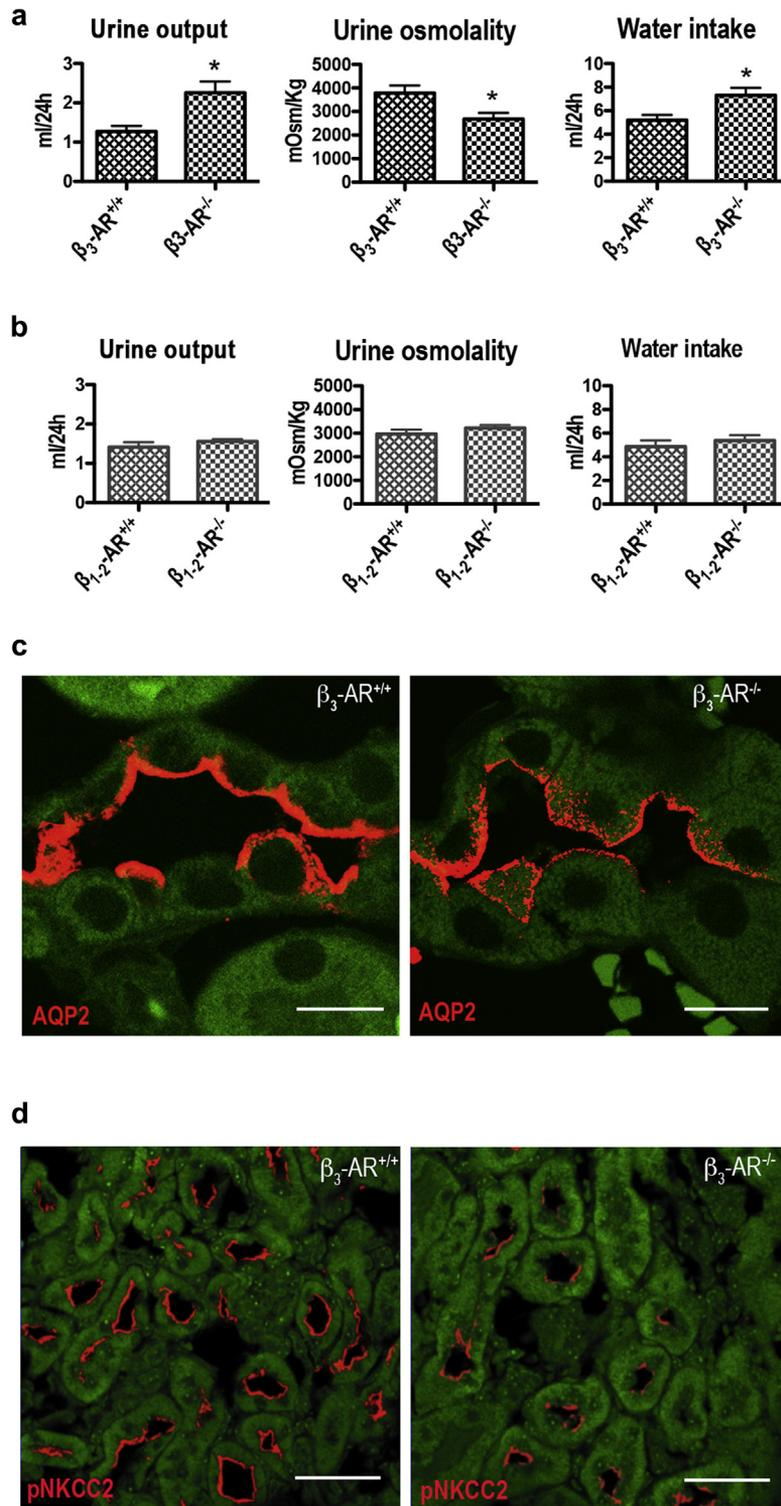 a
Urine output
Urine osmolality
Water intake
ml/24h
3
2
1
0
*
β₃-AR⁺/⁺
β3-AR⁻/⁻
mOsm/Kg
5000
4000
3000
2000
1000
0
*
β₃-AR⁺/⁺
β3-AR⁻/⁻
ml/24h
10
8
6
4
2
0
*
β₃-AR⁺/⁺
β₃-AR⁻/⁻
b
Urine output
Urine osmolality
Water intake
ml/24h
3
2
1
0
β₁₋₂-AR⁺/⁺
β₁₋₂-AR⁻/⁻
mOsm/Kg
5000
4000
3000
2000
1000
0
β₁₋₂-AR⁺/⁺
β₁₋₂-AR⁻/⁻
ml/24h
10
8
6
4
2
0
β₁₋₂-AR⁺/⁺
β₁₋₂-AR⁻/⁻
c
β₃-AR⁺/⁺
AQP2
β₃-AR⁻/⁻
AQP2
d
β₃-AR⁺/⁺
pNKCC2
β₃-AR⁻/⁻
pNKCC2